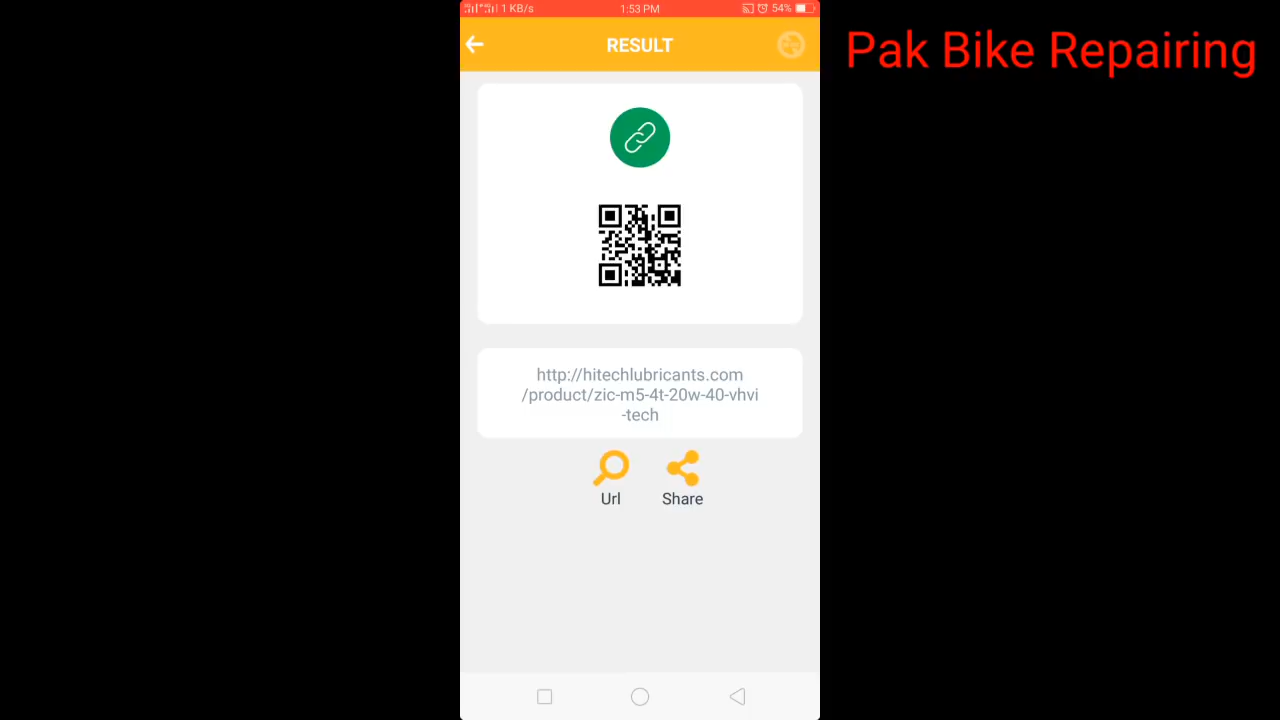 1 KB/s
1:53 PM
54%
RESULT
Pak Bike Repairing
http://hitechlubricants.com
/product/zic-m5-4t-20w-40-vhvi
-tech
Url
Share